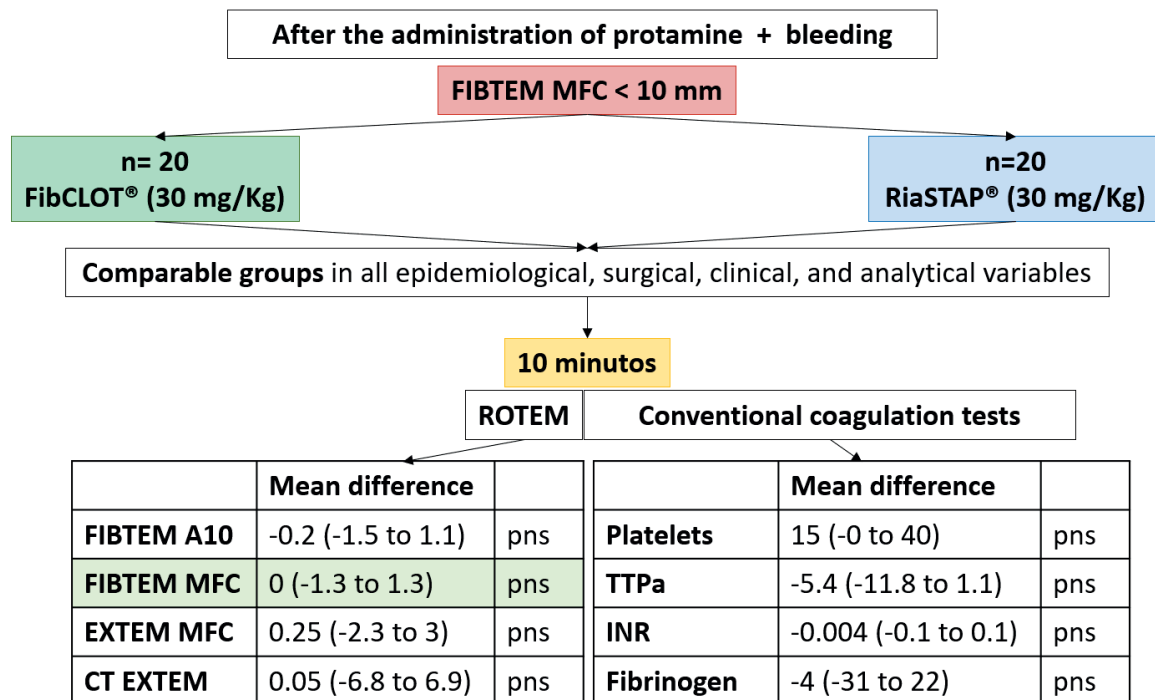 After the administration of protamine + bleeding
FIBTEM MFC < 10 mm
n= 20
FibCLOT® (30 mg/Kg)
n=20
RiaSTAP® (30 mg/Kg)
Comparable groups in all epidemiological, surgical, clinical, and analytical variables
10 minutos
ROTEM
Conventional coagulation tests
Mean difference
FIBTEM A10 -0.2 (-1.5 to 1.1) pns
FIBTEM MFC 0 (-1.3 to 1.3) pns
EXTEM MFC 0.25 (-2.3 to 3) pns
CT EXTEM 0.05 (-6.8 to 6.9) pns
Mean difference
Platelets 15 (-0 to 40) pns
TTPa -5.4 (-11.8 to 1.1) pns
INR -0.004 (-0.1 to 0.1) pns
Fibrinogen -4 (-31 to 22) pns